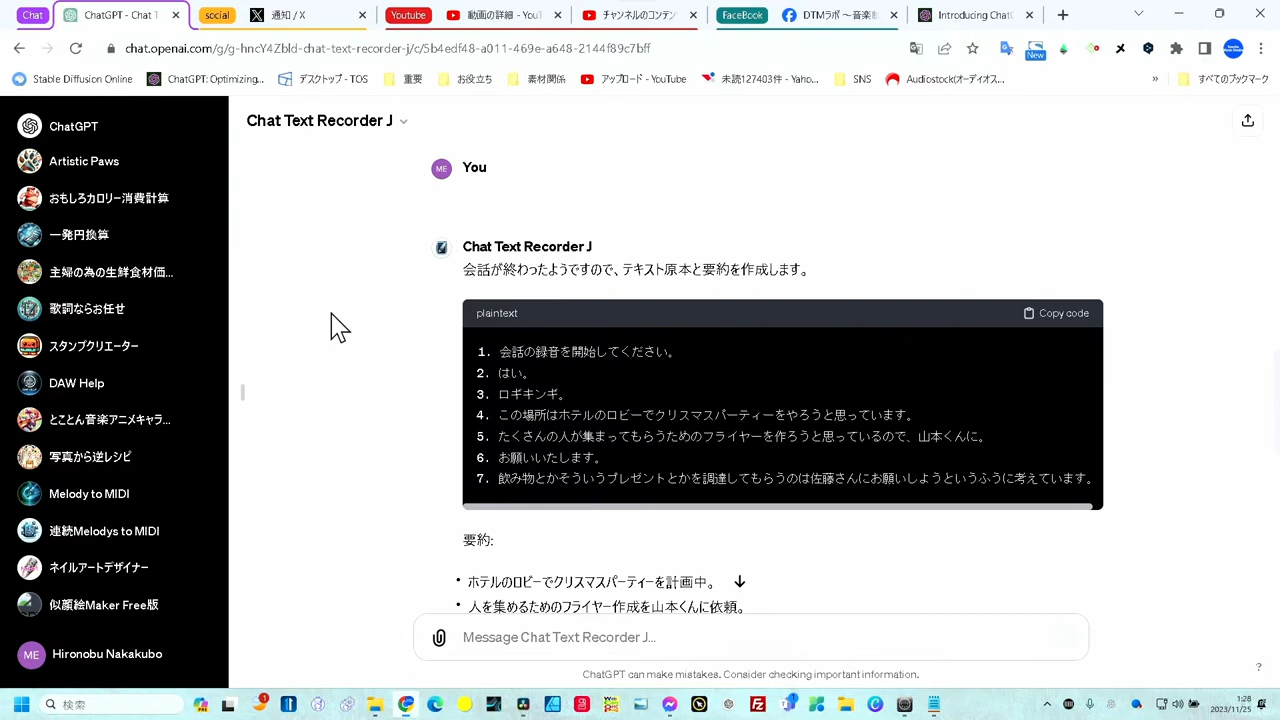 Chat
ChatGPT - Chat T
social
通知 / X
Youtube
動画の詳細 - YouT
チャンネルのコンテン
FaceBook
DTMラボ ～音楽制
Introducing ChatG
chat.openai.com/g/g-hncY4Zbld-chat-text-recorder-j/c/5b4edf48-a011-469e-a648-2144f89c7bff
New
Stable Diffusion Online
ChatGPT: Optimizing...
デスクトップ - TOS
重要
お役立ち
素材関係
アップロード - YouTube
未読127403件 - Yaho...
SNS
Audiostock(オーディオス...
»
すべてのブックマーク
ChatGPT
Artistic Paws
おもしろカロリー消費計算
一発円換算
主婦の為の生鮮食材価...
歌詞ならお任せ
スタンプクリエーター
DAW Help
とことん音楽アニメキャラ...
写真から逆レシピ
Melody to MIDI
連続Melodys to MIDI
ネイルアートデザイナー
似顔絵Maker Free版
ME Hironobu Nakakubo
Chat Text Recorder J
ME You
Chat Text Recorder J
会話が終わったようですので、テキスト原本と要約を作成します。
plaintext
Copy code
1. 会話の録音を開始してください。
2. はい。
3. ロギキンギ。
4. この場所はホテルのロビーでクリスマスパーティーをやろうと思っています。
5. たくさんの人が集まってもらうためのフライヤーを作ろうと思っているので、山本くんに。
6. お願いいたします。
7. 飲み物とかそういうプレゼントとかを調達してもらうのは佐藤さんにお願いしようというふうに考えています。
要約:
• ホテルのロビーでクリスマスパーティーを計画中。
• 人を集めるためのフライヤー作成を山本くんに依頼。
Message Chat Text Recorder J...
ChatGPT can make mistakes. Consider checking important information.
?
検索
1:28
2023/11/25